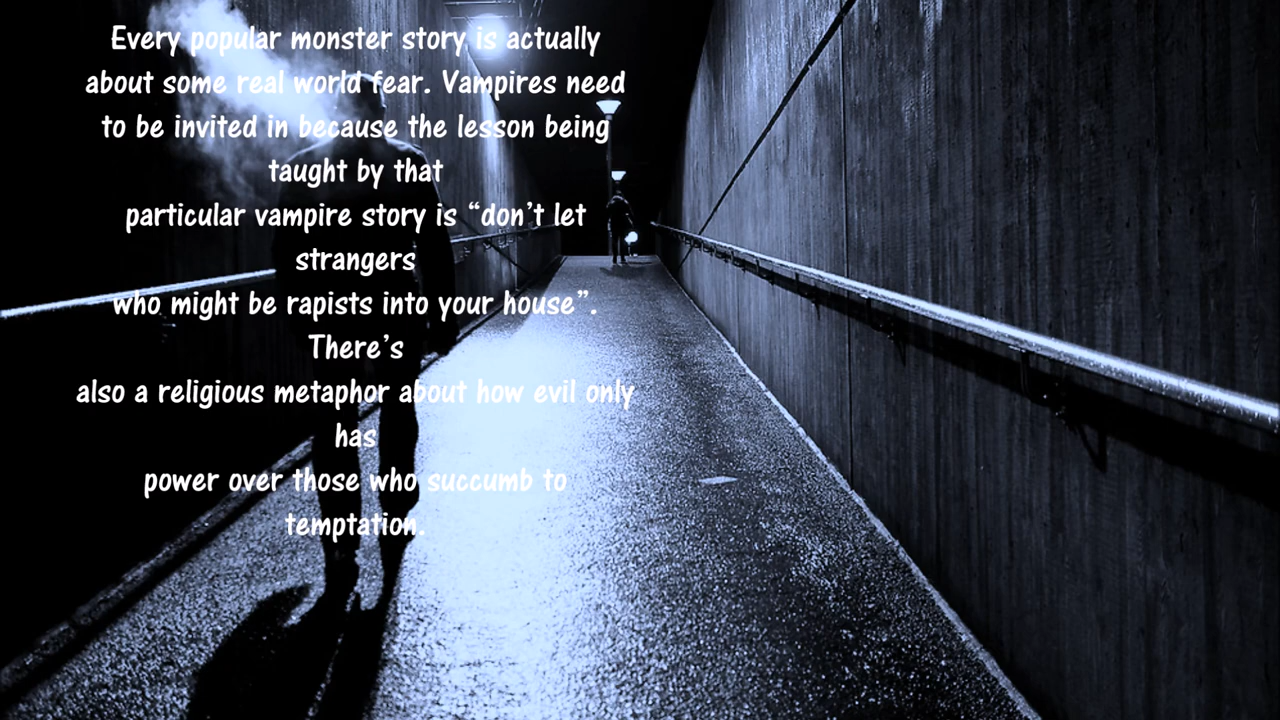 Every popular monster story is actually
about some real world fear. Vampires need
to be invited in because the lesson being
taught by that
particular vampire story is “don’t let
strangers
who might be rapists into your house”.
There’s
also a religious metaphor about how evil only
has
power over those who succumb to
temptation.